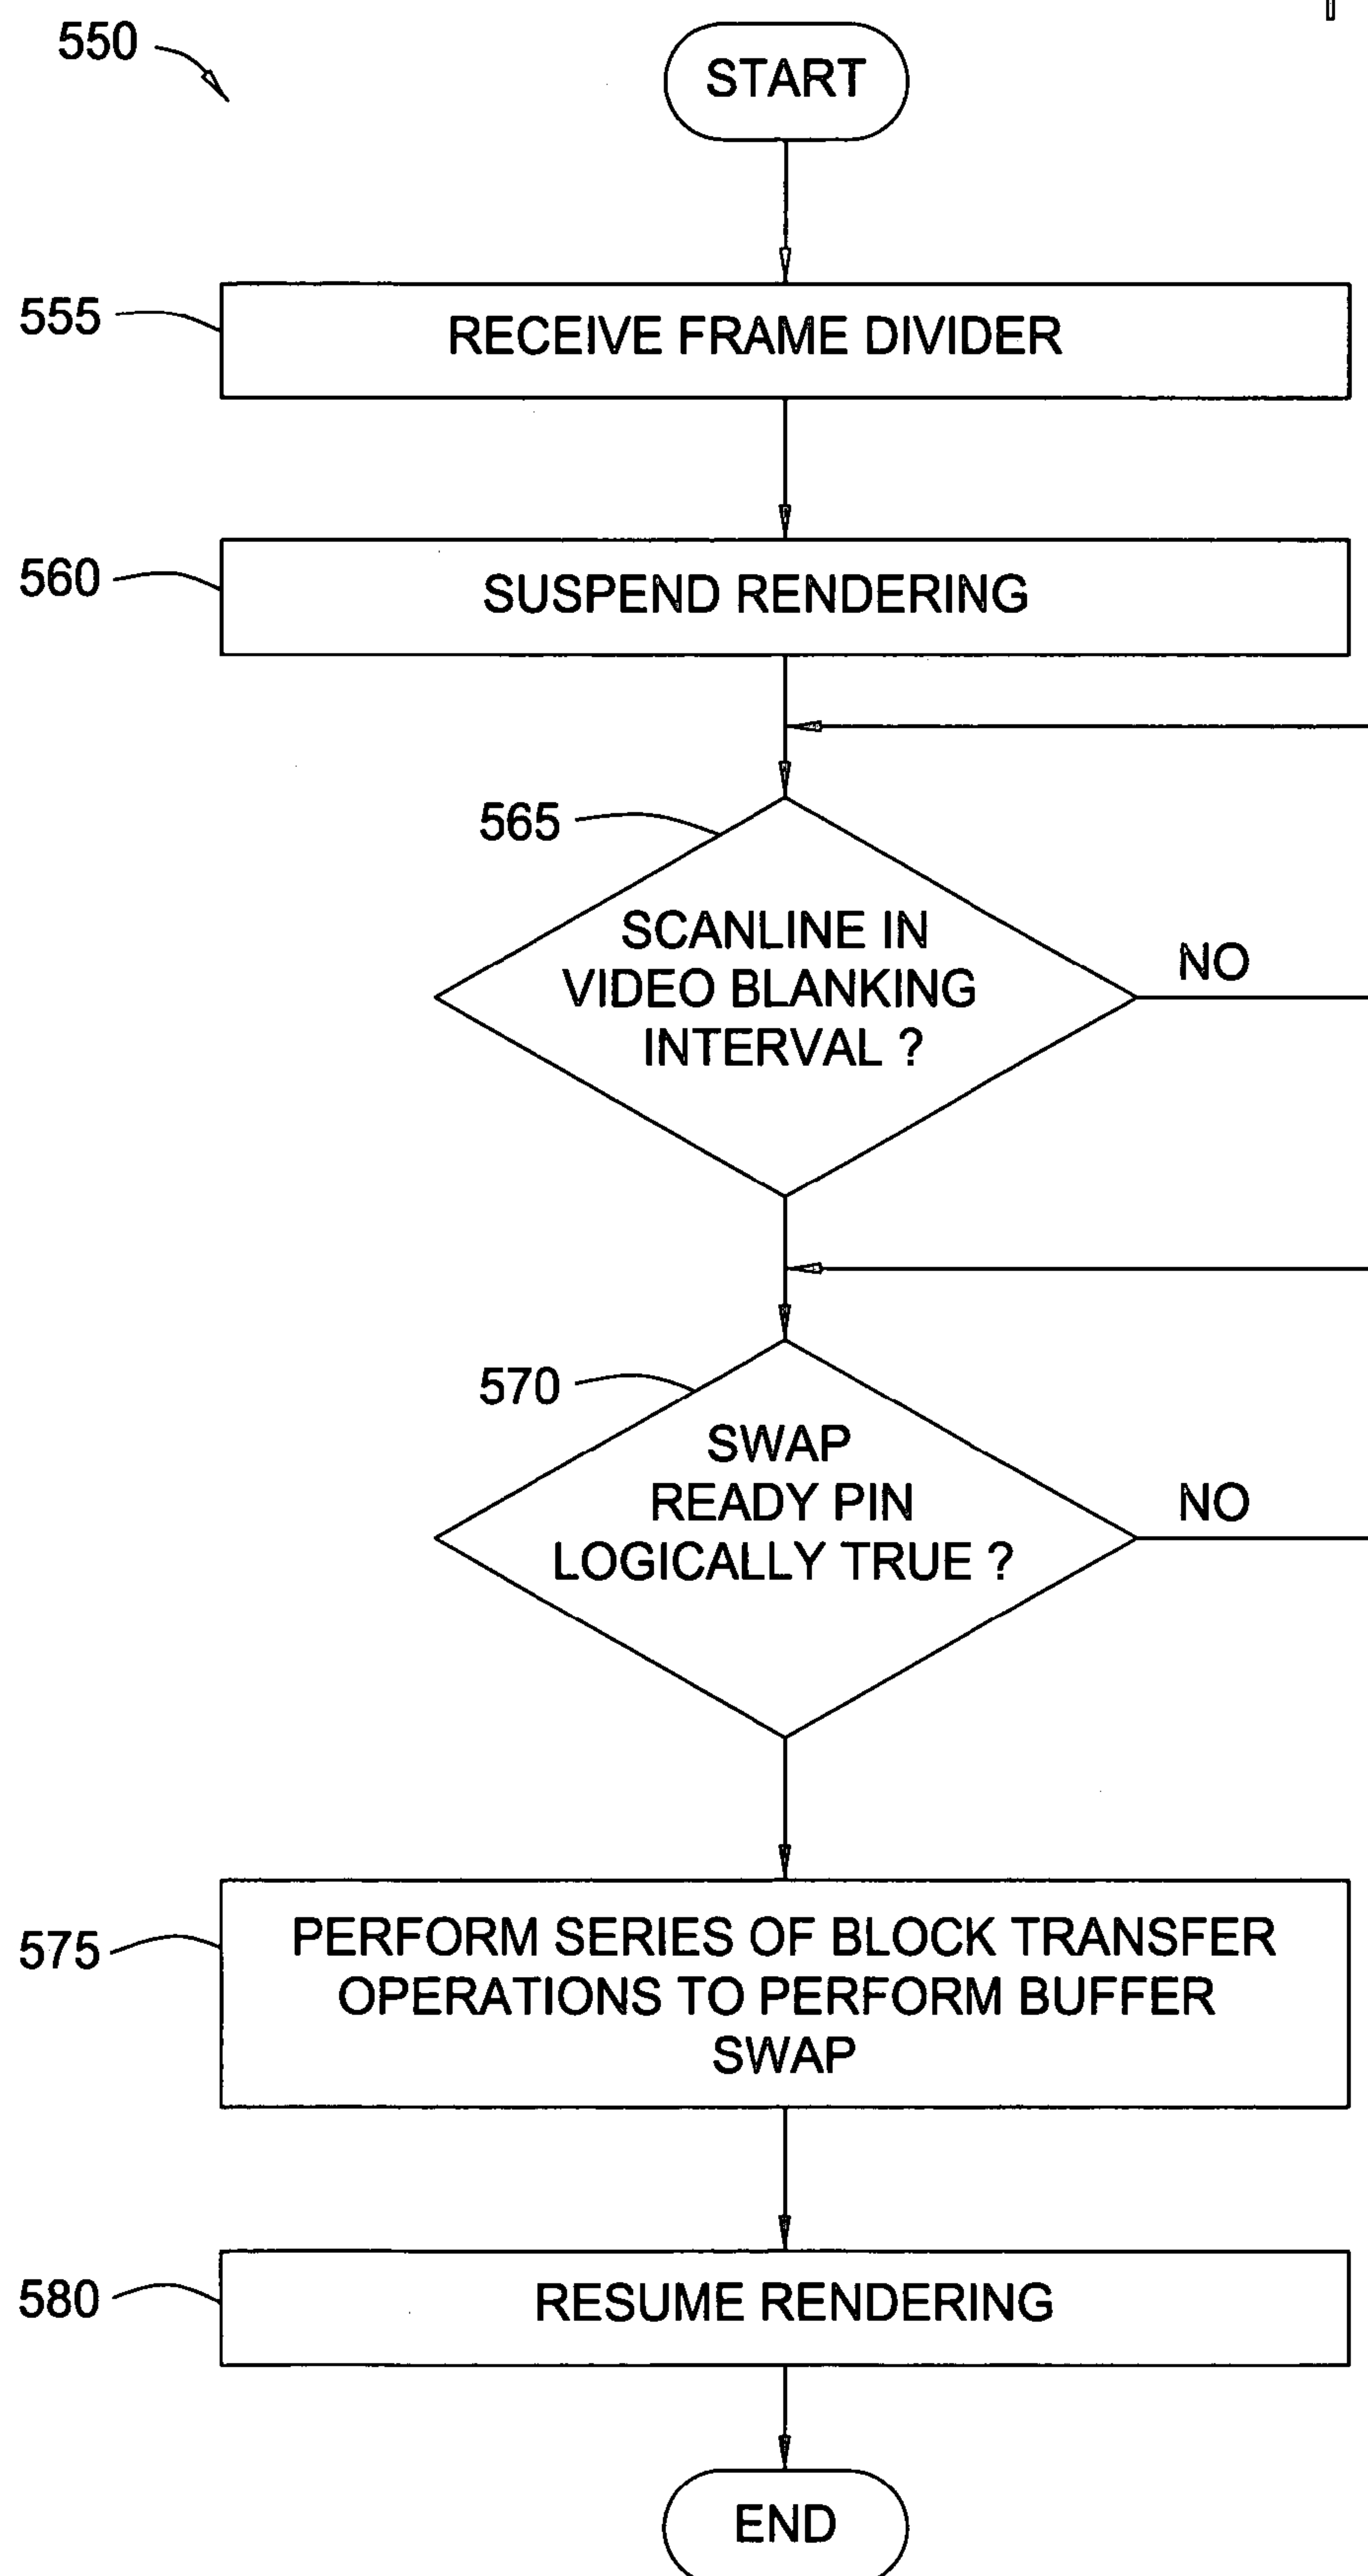 550
START
555
RECEIVE FRAME DIVIDER
560
SUSPEND RENDERING
565
SCANLINE IN
VIDEO BLANKING
INTERVAL ?
NO
570
SWAP
READY PIN
LOGICALLY TRUE ?
NO
575
PERFORM SERIES OF BLOCK TRANSFER
OPERATIONS TO PERFORM BUFFER
SWAP
580
RESUME RENDERING
END